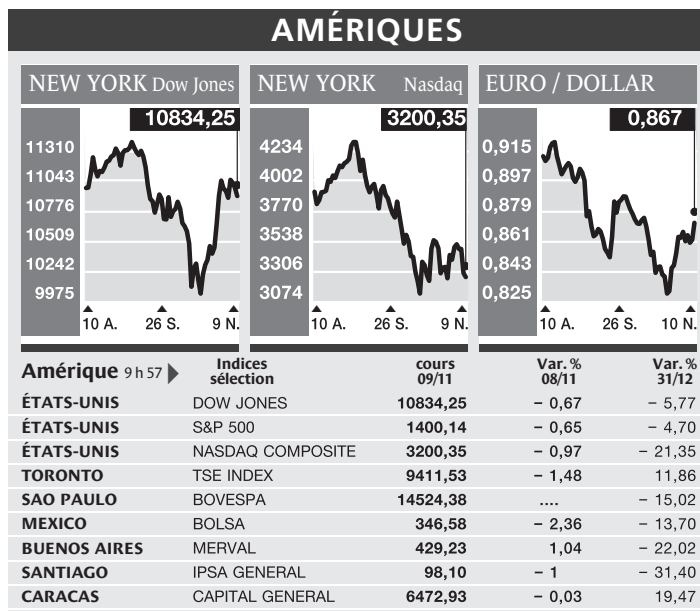 AMÉRIQUES
NEW YORK Dow Jones
10834,25
11310
11043
10776
10509
10242
9975
10 A. 26 S. 9 N.
NEW YORK Nasdaq
3200,35
4234
4002
3770
3538
3306
3074
10 A. 26 S. 9 N.
EURO / DOLLAR
0,867
0,915
0,897
0,879
0,861
0,843
0,825
10 A. 26 S. 10 N.
Amérique 9 h 57 Indices sélection cours 09/11 Var. % 08/11 Var. % 31/12
ÉTATS-UNIS DOW JONES 10834,25 – 0,67 – 5,77
ÉTATS-UNIS S&P 500 1400,14 – 0,65 – 4,70
ÉTATS-UNIS NASDAQ COMPOSITE 3200,35 – 0,97 – 21,35
TORONTO TSE INDEX 9411,53 – 1,48 11,86
SAO PAULO BOVESPA 14524,38 .... – 15,02
MEXICO BOLSA 346,58 – 2,36 – 13,70
BUENOS AIRES MERVAL 429,23 1,04 – 22,02
SANTIAGO IPSA GENERAL 98,10 – 1 – 31,40
CARACAS CAPITAL GENERAL 6472,93 – 0,03 19,47